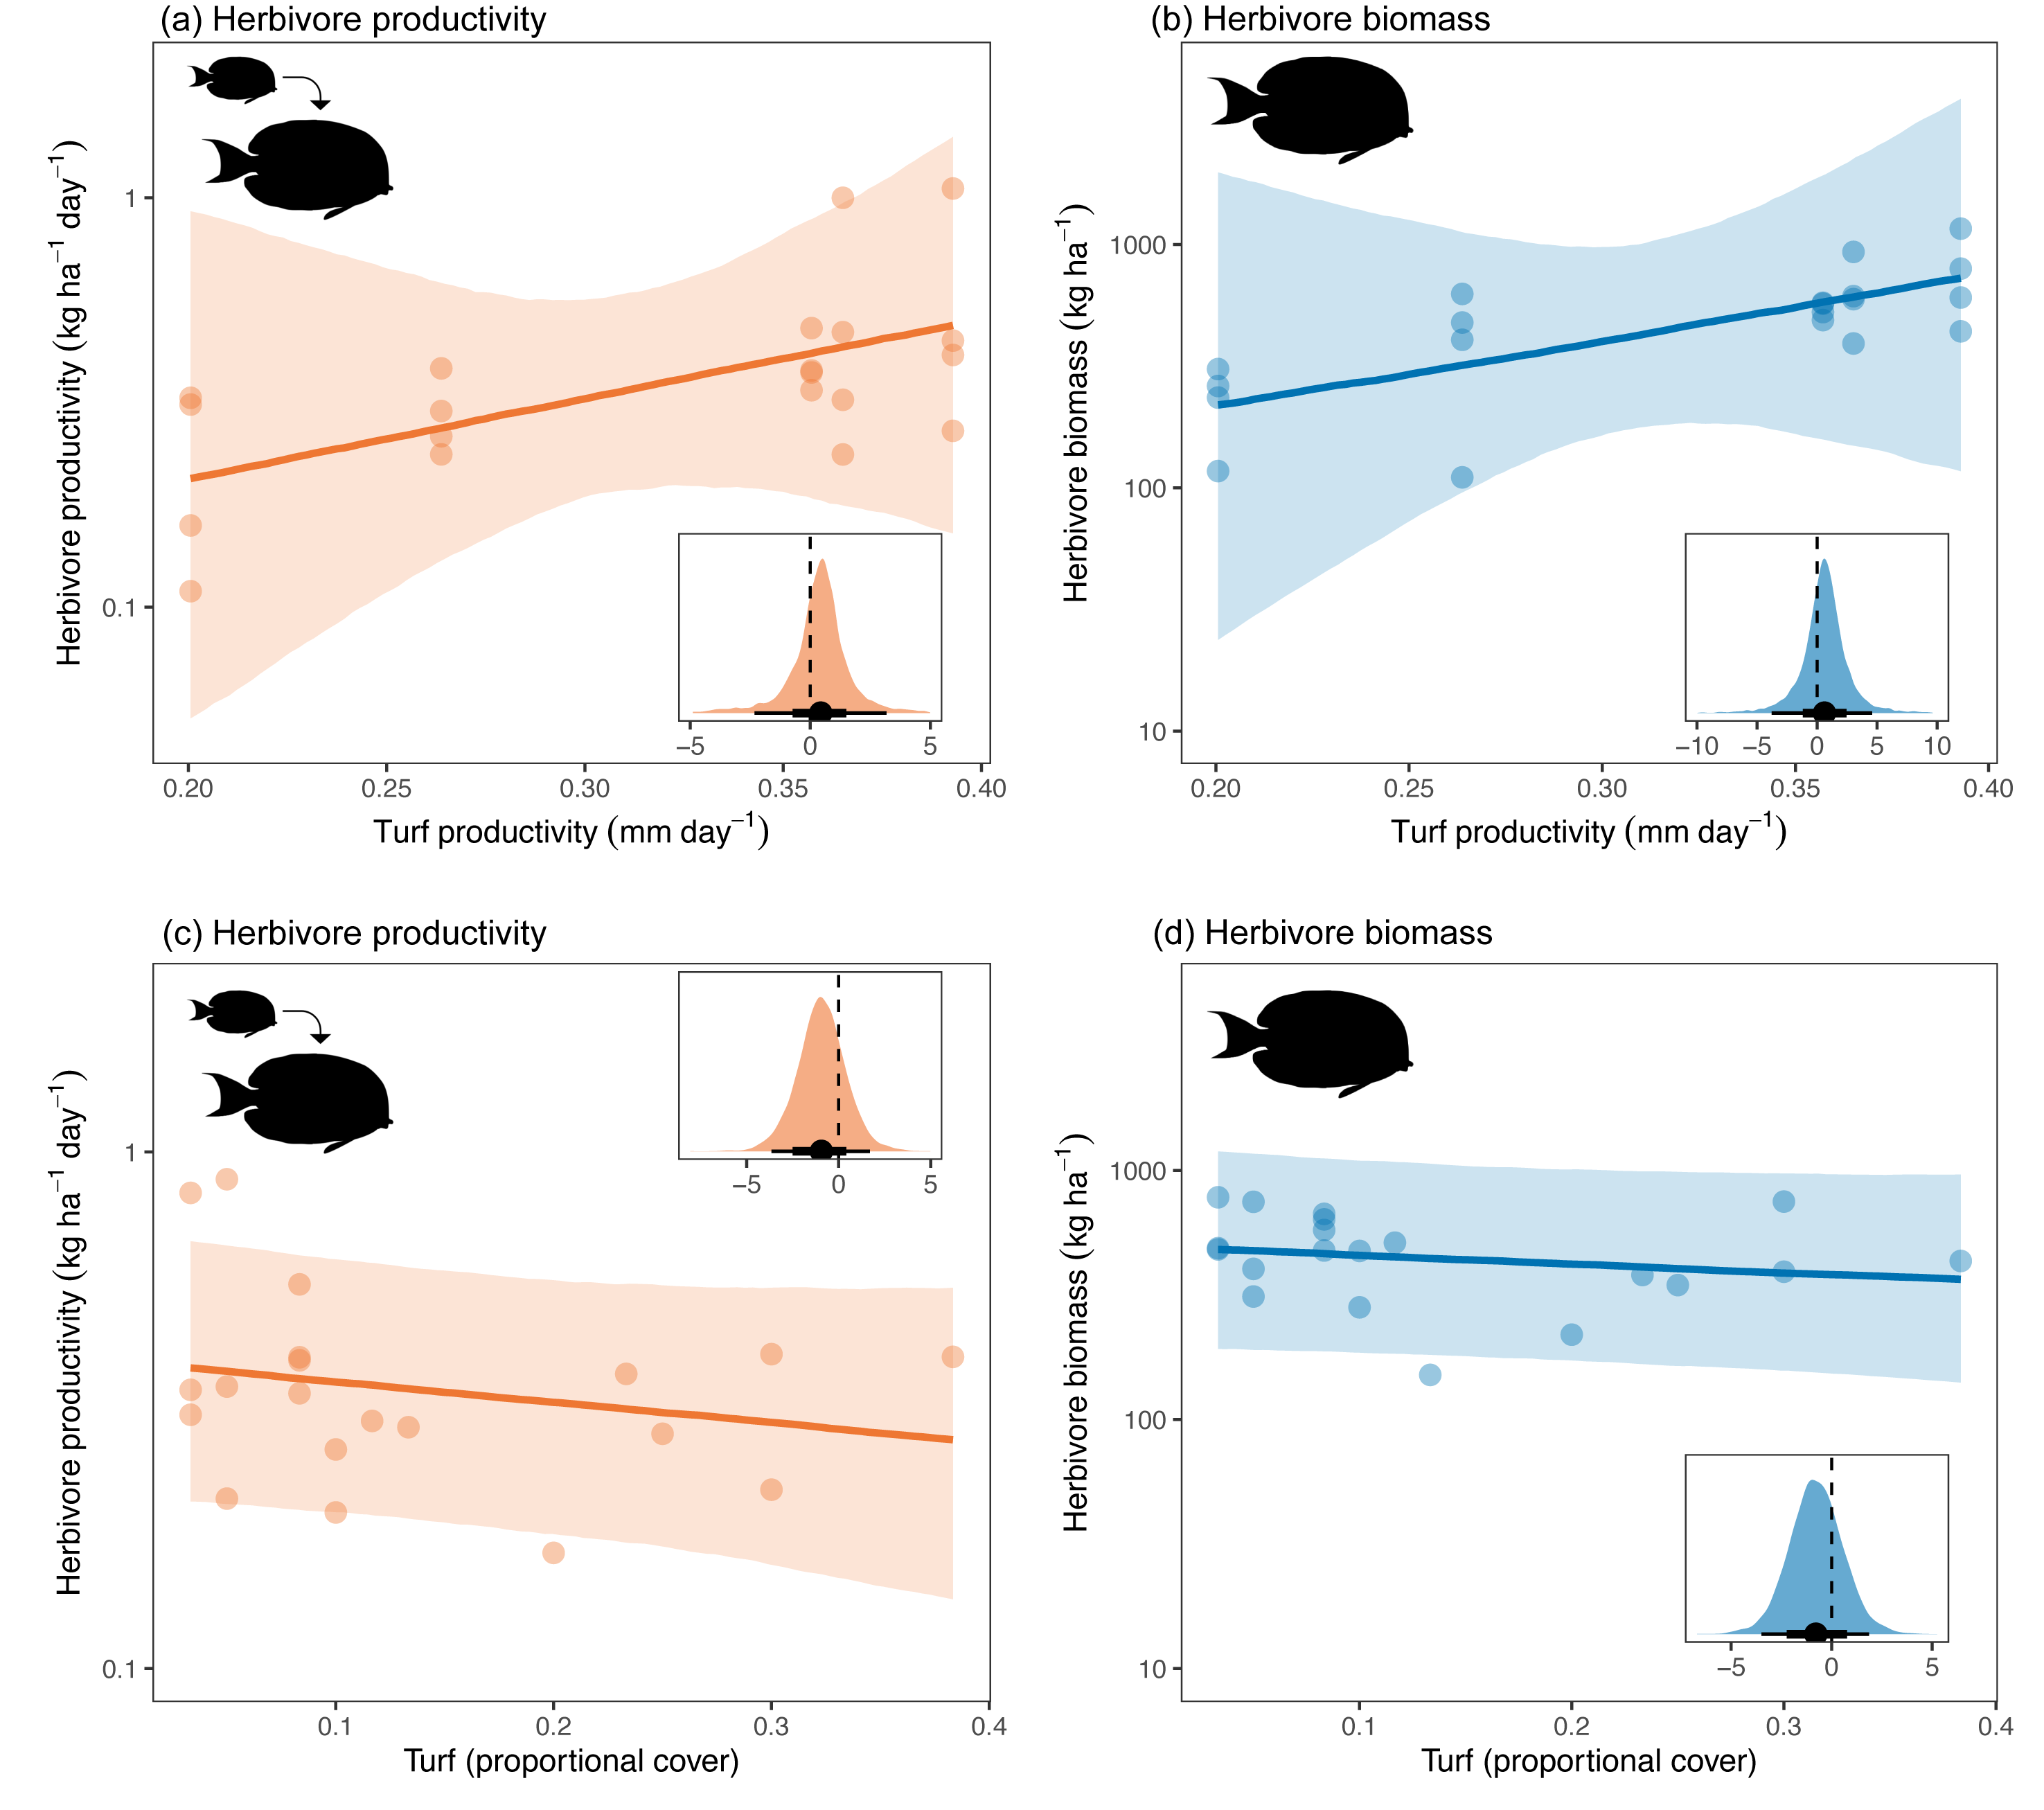 (a) Herbivore productivity
Herbivore productivity (kg ha⁻¹ day⁻¹)
1
0.1
−5 0 5
0.20 0.25 0.30 0.35 0.40
Turf productivity (mm day⁻¹)
(b) Herbivore biomass
Herbivore biomass (kg ha⁻¹)
1000
100
10
−10 −5 0 5 10
0.20 0.25 0.30 0.35 0.40
Turf productivity (mm day⁻¹)
(c) Herbivore productivity
Herbivore productivity (kg ha⁻¹ day⁻¹)
1
0.1
−5 0 5
0.1 0.2 0.3 0.4
Turf (proportional cover)
(d) Herbivore biomass
Herbivore biomass (kg ha⁻¹)
1000
100
10
−5 0 5
0.1 0.2 0.3 0.4
Turf (proportional cover)